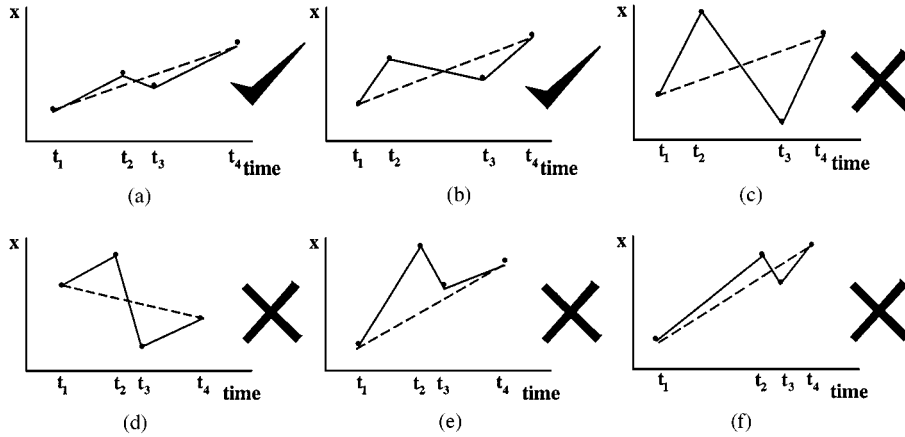 x x x
t1 t2 t3 t4 time t1 t2 t3 t4 time t1 t2 t3 t4 time
(a) (b) (c)
x x x
t1 t2 t3 t4 time t1 t2 t3 t4 time t1 t2 t3 t4 time
(d) (e) (f)